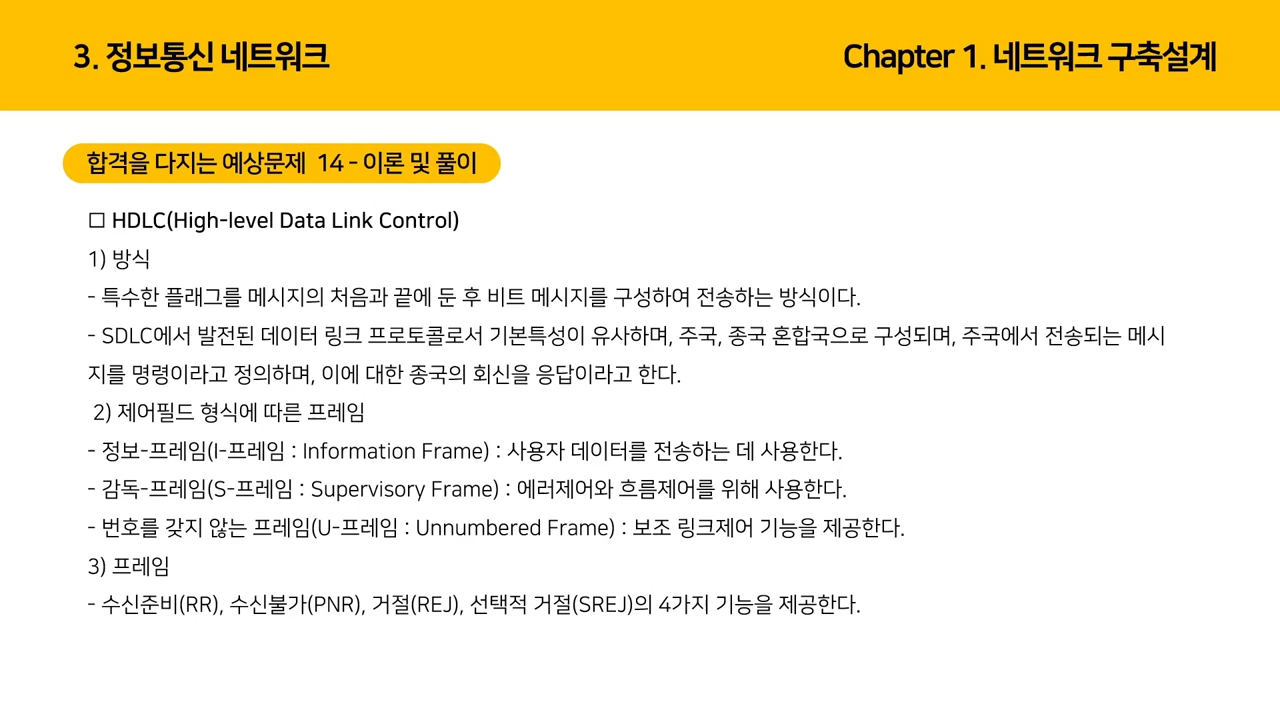 3. 정보통신 네트워크
Chapter 1. 네트워크 구축설계
합격을 다지는 예상문제 14 - 이론 및 풀이
□ HDLC(High-level Data Link Control)
1) 방식
- 특수한 플래그를 메시지의 처음과 끝에 둔 후 비트 메시지를 구성하여 전송하는 방식이다.
- SDLC에서 발전된 데이터 링크 프로토콜로서 기본특성이 유사하며, 주국, 종국 혼합국으로 구성되며, 주국에서 전송되는 메시
지를 명령이라고 정의하며, 이에 대한 종국의 회신을 응답이라고 한다.
2) 제어필드 형식에 따른 프레임
- 정보-프레임(I-프레임 : Information Frame) : 사용자 데이터를 전송하는 데 사용한다.
- 감독-프레임(S-프레임 : Supervisory Frame) : 에러제어와 흐름제어를 위해 사용한다.
- 번호를 갖지 않는 프레임(U-프레임 : Unnumbered Frame) : 보조 링크제어 기능을 제공한다.
3) 프레임
- 수신준비(RR), 수신불가(PNR), 거절(REJ), 선택적 거절(SREJ)의 4가지 기능을 제공한다.